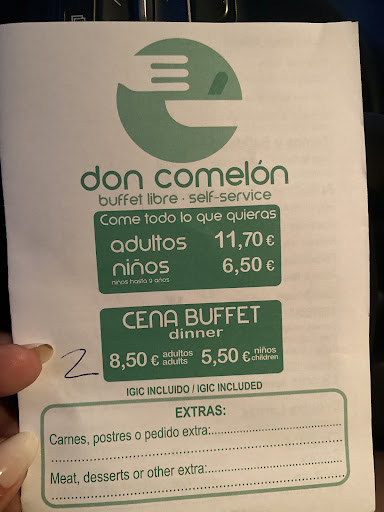 don comelón
buffet libre · self-service
Come todo lo que quieras
adultos 11,70 €
niños 6,50 €
niños hasta 9 años
CENA BUFFET
dinner
2 8,50 € adultos adults 5,50 € niños children
IGIC INCLUIDO / IGIC INCLUDED
EXTRAS:
Carnes, postres o pedido extra:
Meat, desserts or other extra: